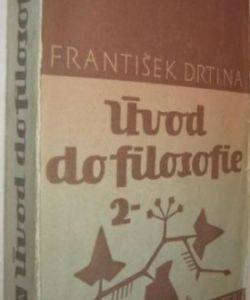 FRANTIŠEK DRTINA
Úvod
do filosofie
2-
Úvod do filosofie